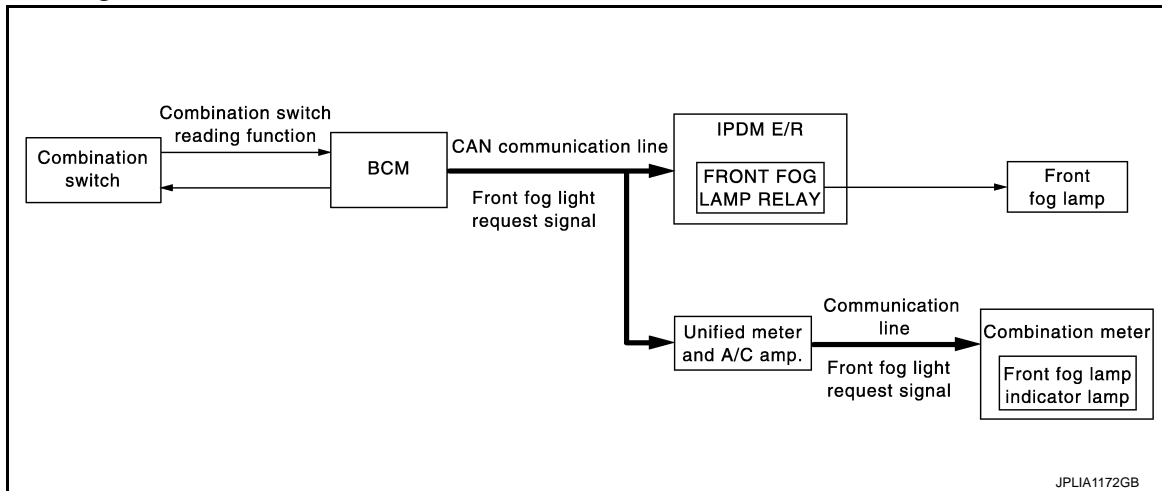 Combination switch
reading function
Combination
switch
BCM
CAN communication line
Front fog light
request signal
IPDM E/R
FRONT FOG
LAMP RELAY
Front
fog lamp
Unified meter
and A/C amp.
Communication
line
Front fog light
request signal
Combination meter
Front fog lamp
indicator lamp
JPLIA1172GB